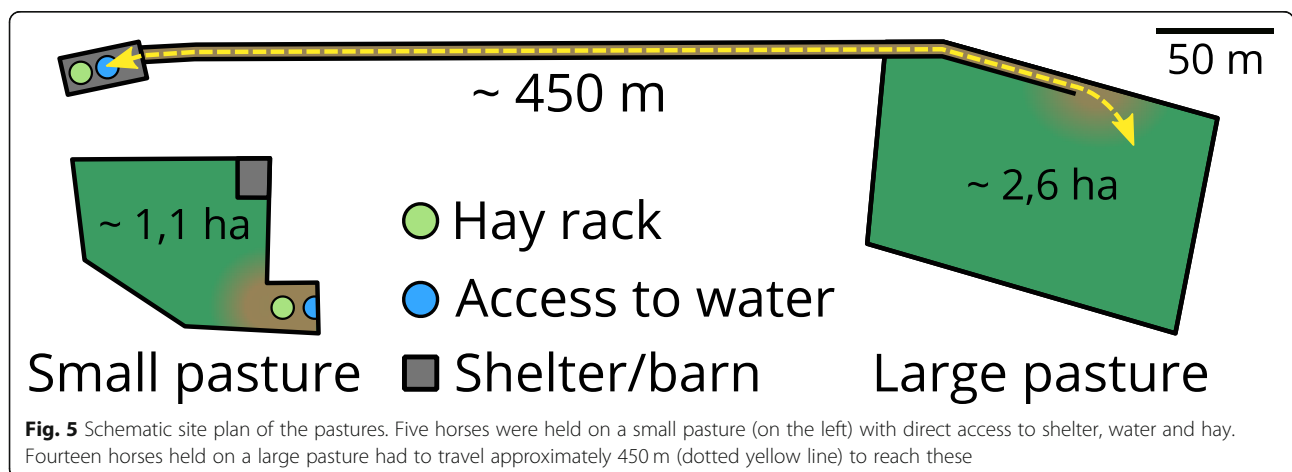 50 m
~ 450 m
~ 2,6 ha
~ 1,1 ha
Hay rack
Access to water
Shelter/barn
Small pasture
Large pasture
Fig. 5 Schematic site plan of the pastures. Five horses were held on a small pasture (on the left) with direct access to shelter, water and hay.
Fourteen horses held on a large pasture had to travel approximately 450 m (dotted yellow line) to reach these